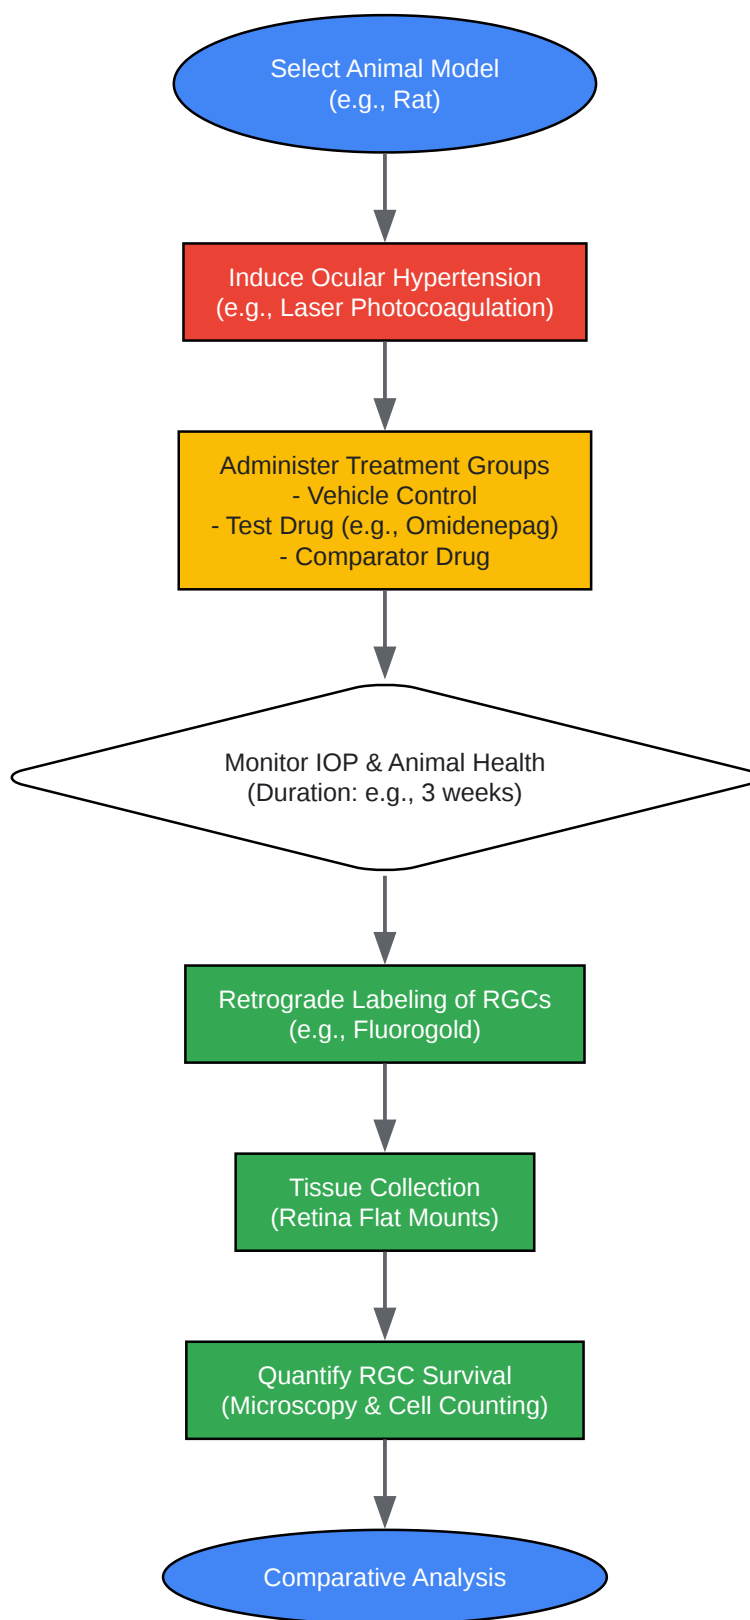 Select Animal Model
(e.g., Rat)
Induce Ocular Hypertension
(e.g., Laser Photocoagulation)
Administer Treatment Groups
- Vehicle Control
- Test Drug (e.g., Omidenepag)
- Comparator Drug
Monitor IOP & Animal Health
(Duration: e.g., 3 weeks)
Retrograde Labeling of RGCs
(e.g., Fluorogold)
Tissue Collection
(Retina Flat Mounts)
Quantify RGC Survival
(Microscopy & Cell Counting)
Comparative Analysis